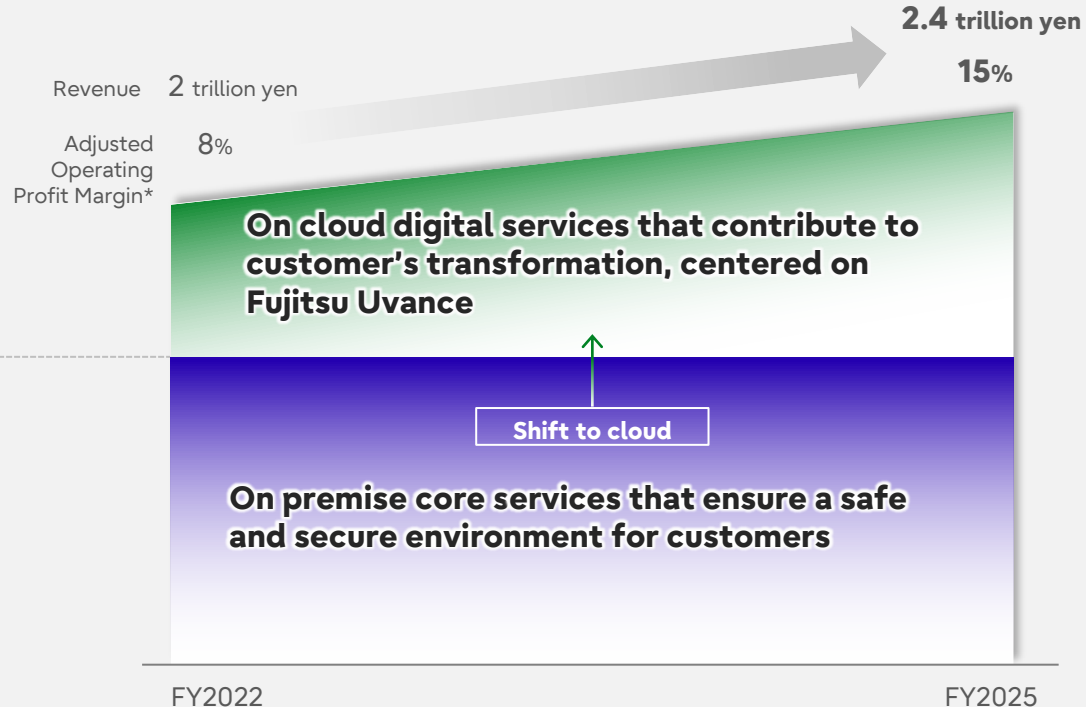 2.4 trillion yen
Revenue 2 trillion yen
15%
Adjusted
Operating
Profit Margin*
8%
On cloud digital services that contribute to
customer's transformation, centered on
Fujitsu Uvance
Shift to cloud
On premise core services that ensure a safe
and secure environment for customers
FY2022
FY2025